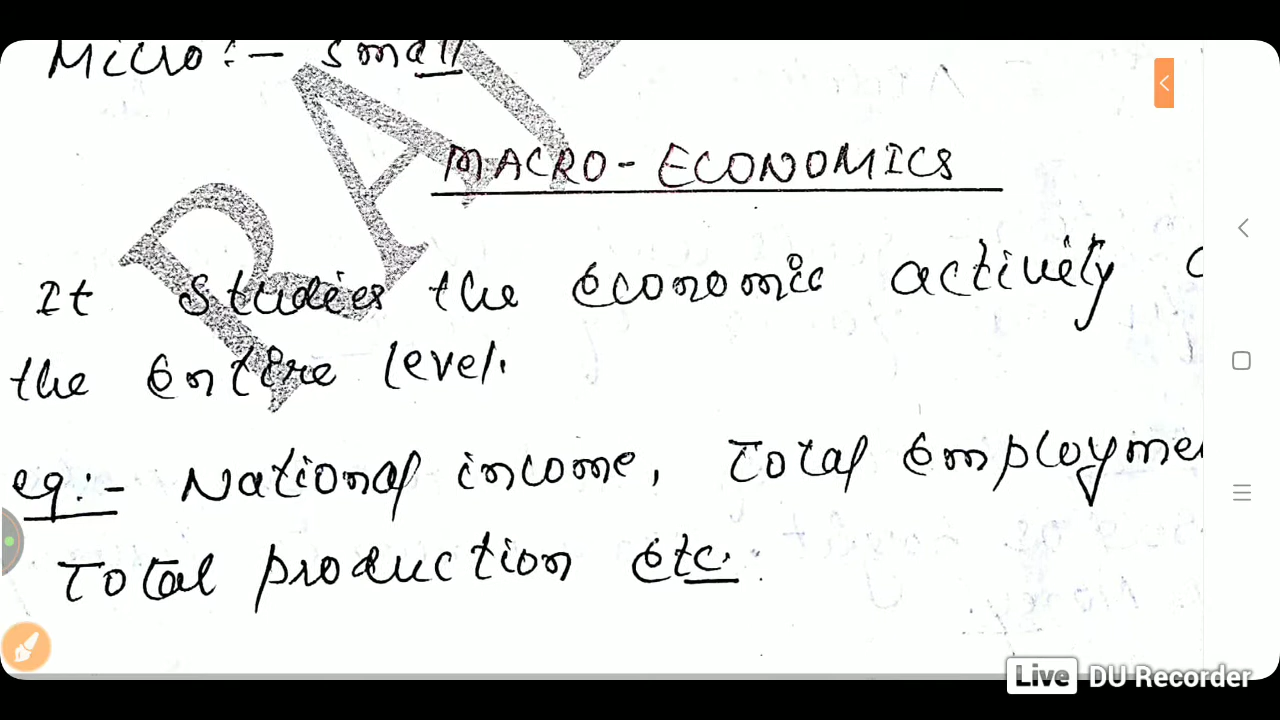 Micro :- small
MACRO-ECONOMICS
It studies the economic activity
the entire level.
eg:- National income, Total employme
Total production etc.
Live DU Recorder